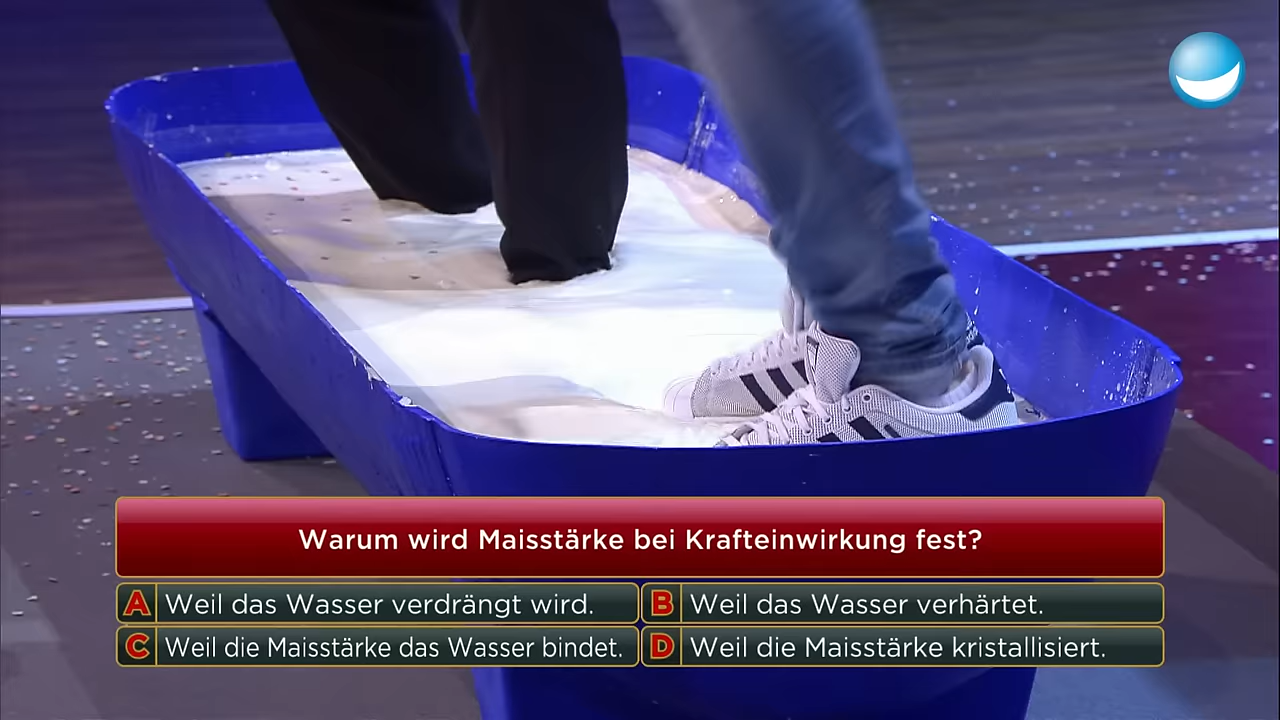 Warum wird Maisstärke bei Krafteinwirkung fest?
A Weil das Wasser verdrängt wird.
B Weil das Wasser verhärtet.
C Weil die Maisstärke das Wasser bindet.
D Weil die Maisstärke kristallisiert.